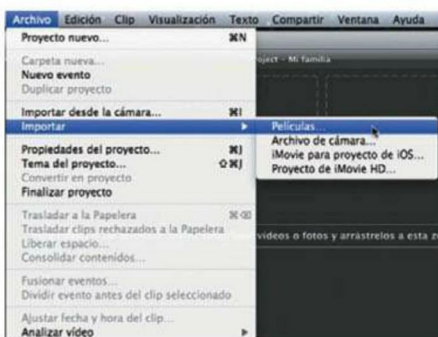 Archivo Edición Clip Visualización Texto Compartir Ventana Ayuda
Proyecto nuevo... ⌘N
oject - Mi familia
Carpeta nueva...
Nuevo evento
Duplicar proyecto
Importar desde la cámara... ⌘I
Importar ▶
Películas...
Archivo de cámara...
iMovie para proyecto de iOS...
Proyecto de iMovie HD...
Propiedades del proyecto... ⌘J
Tema del proyecto... ⇧⌘J
Convertir en proyecto
Finalizar proyecto
Trasladar a la Papelera ⌘⌫
Trasladar clips rechazados a la Papelera
vídeos o fotos y arrástrelos a esta zo
Liberar espacio...
Consolidar contenidos...
Fusionar eventos...
Dividir evento antes del clip seleccionado
Ajustar fecha y hora del clip...
Analizar vídeo ▶